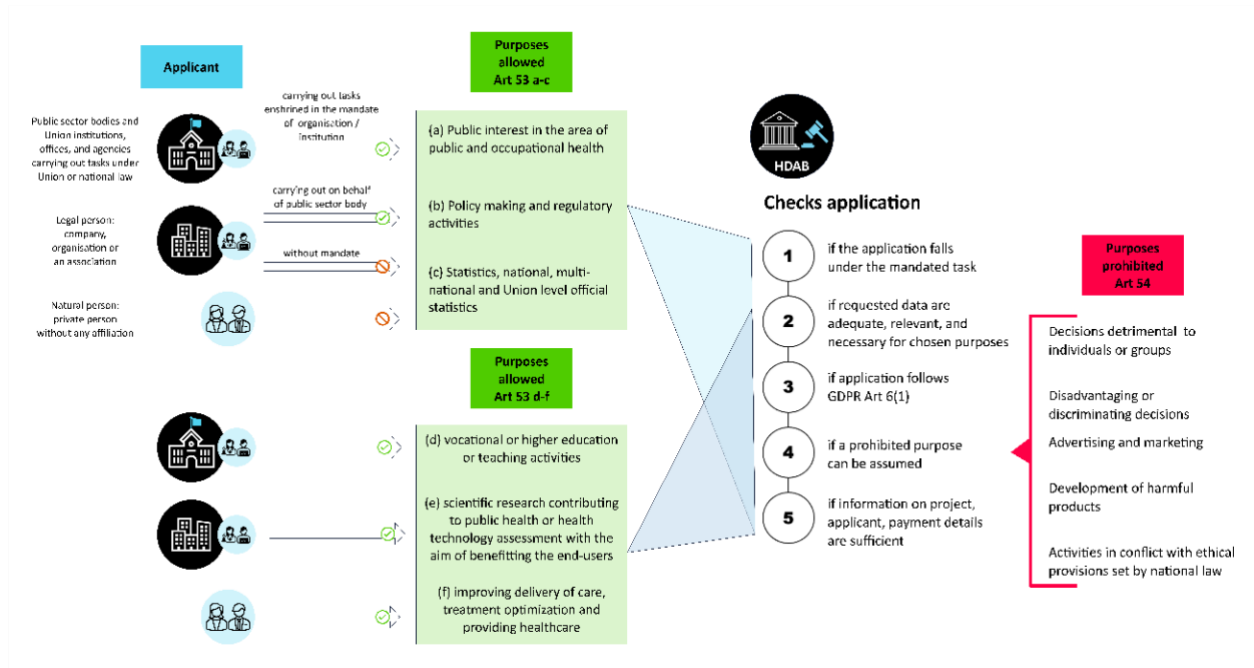 Applicant
Public sector bodies and
Union institutions,
offices, and agencies
carrying out tasks under
Union or national law
Legal person:
company,
organisation or
an association
Natural person:
private person
without any affiliation
carrying out tasks
enshrined in the mandate
of organisation /
institution
carrying out on behalf
of public sector body
without mandate
Purposes
allowed
Art 53 a-c
(a) Public interest in the area of
public and occupational health
(b) Policy making and regulatory
activities
(c) Statistics, national, multi-
national and Union level official
statistics
Purposes
allowed
Art 53 d-f
(d) vocational or higher education
or teaching activities
(e) scientific research contributing
to public health or health
technology assessment with the
aim of benefitting the end-users
(f) improving delivery of care,
treatment optimization and
providing healthcare
HDAB
Checks application
1
if the application falls
under the mandated task
2
if requested data are
adequate, relevant, and
necessary for chosen purposes
3
if application follows
GDPR Art 6(1)
4
if a prohibited purpose
can be assumed
5
if information on project,
applicant, payment details
are sufficient
Purposes
prohibited
Art 54
Decisions detrimental to
individuals or groups
Disadvantaging or
discriminating decisions
Advertising and marketing
Development of harmful
products
Activities in conflict with ethical
provisions set by national law